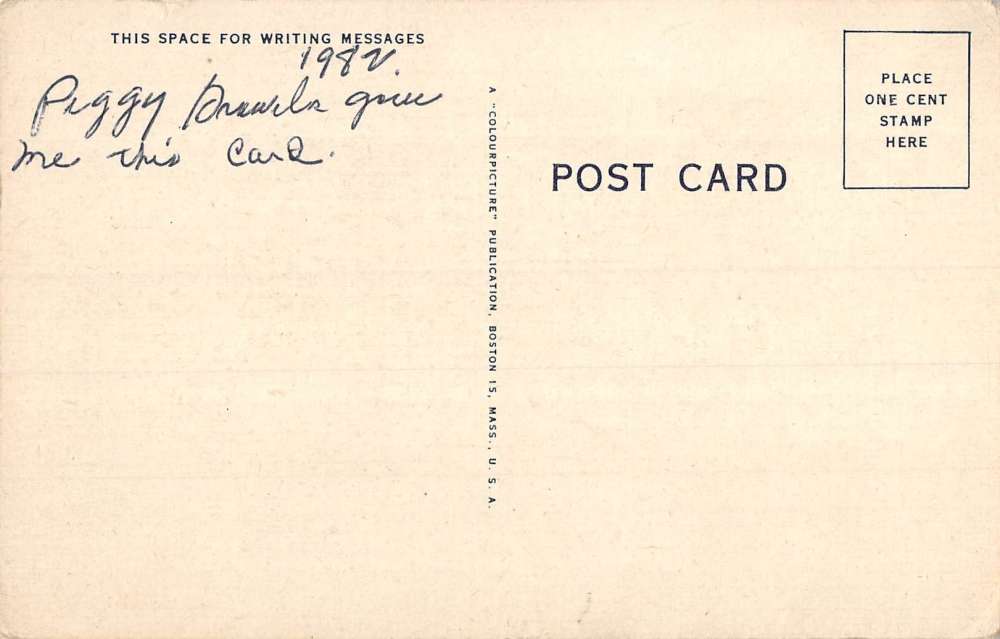 THIS SPACE FOR WRITING MESSAGES
1982.
Peggy gave
me this Card.
A "COLOURPICTURE" PUBLICATION, BOSTON 15, MASS., U. S. A.
POST CARD
PLACE
ONE CENT
STAMP
HERE